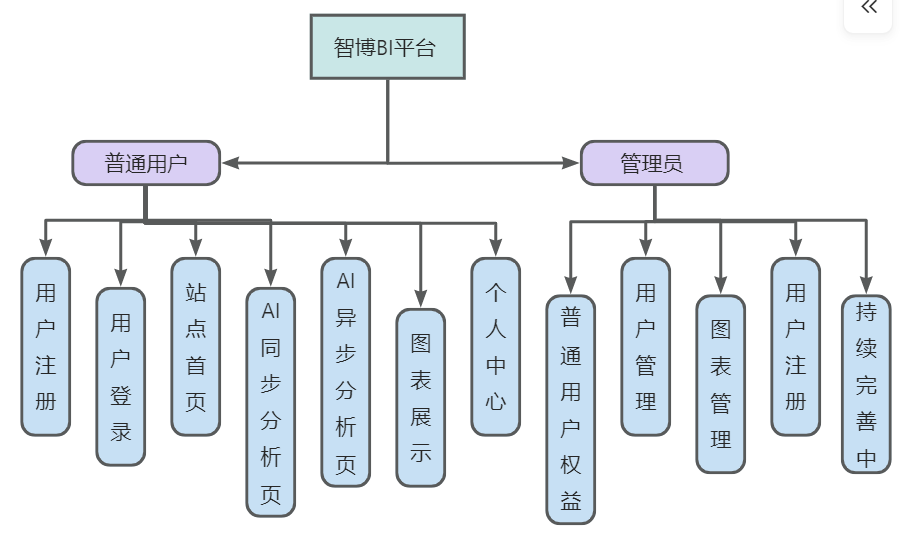 智博BI平台
普通用户
管理员
用户注册
用户登录
站点首页
AI同步分析页
AI异步分析页
图表展示
个人中心
普通用户权益
用户管理
图表管理
用户注册
持续完善中